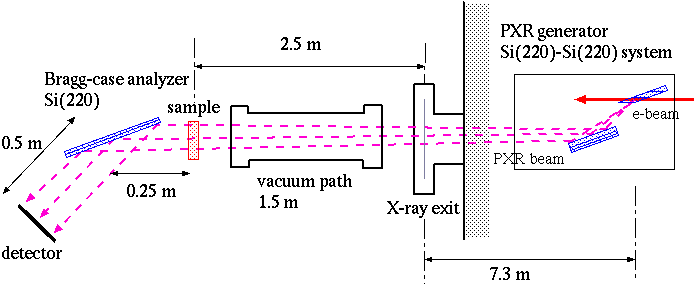 2.5 m
PXR generator
Si(220)-Si(220) system
Bragg-case analyzer
Si(220)
sample
e-beam
0.5 m
PXR beam
0.25 m
vacuum path
1.5 m
X-ray exit
detector
7.3 m